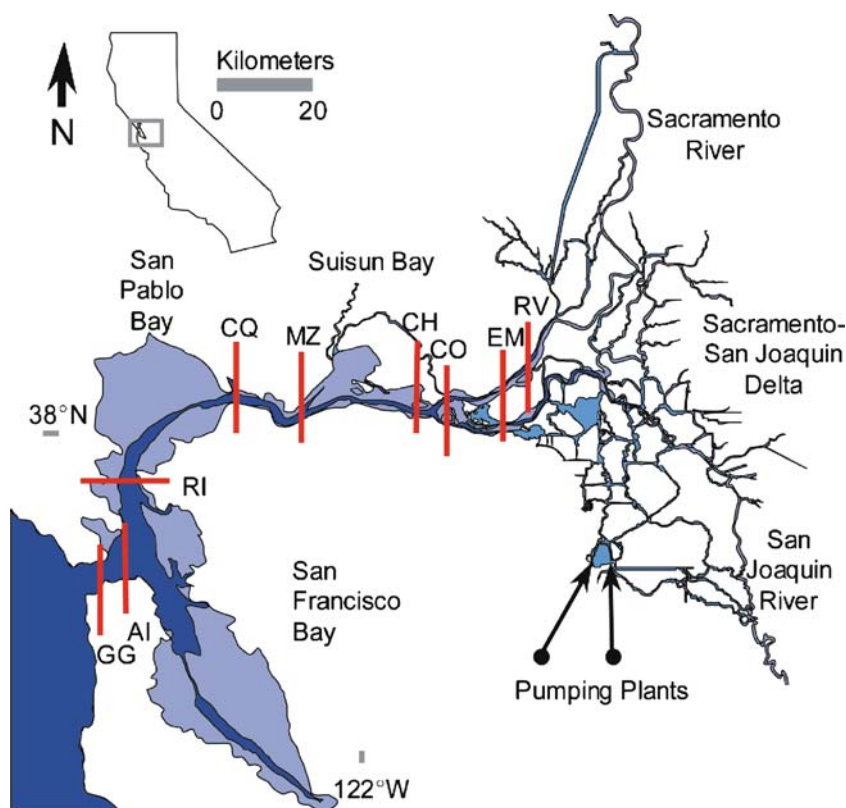 Kilometers
0 20
N
Sacramento
River
San
Pablo
Bay
Suisun Bay
CQ
MZ
CH
CO
EM
RV
Sacramento-
San Joaquin
Delta
38°N
RI
San
Francisco
Bay
AI
GG
San
Joaquin
River
Pumping Plants
122°W